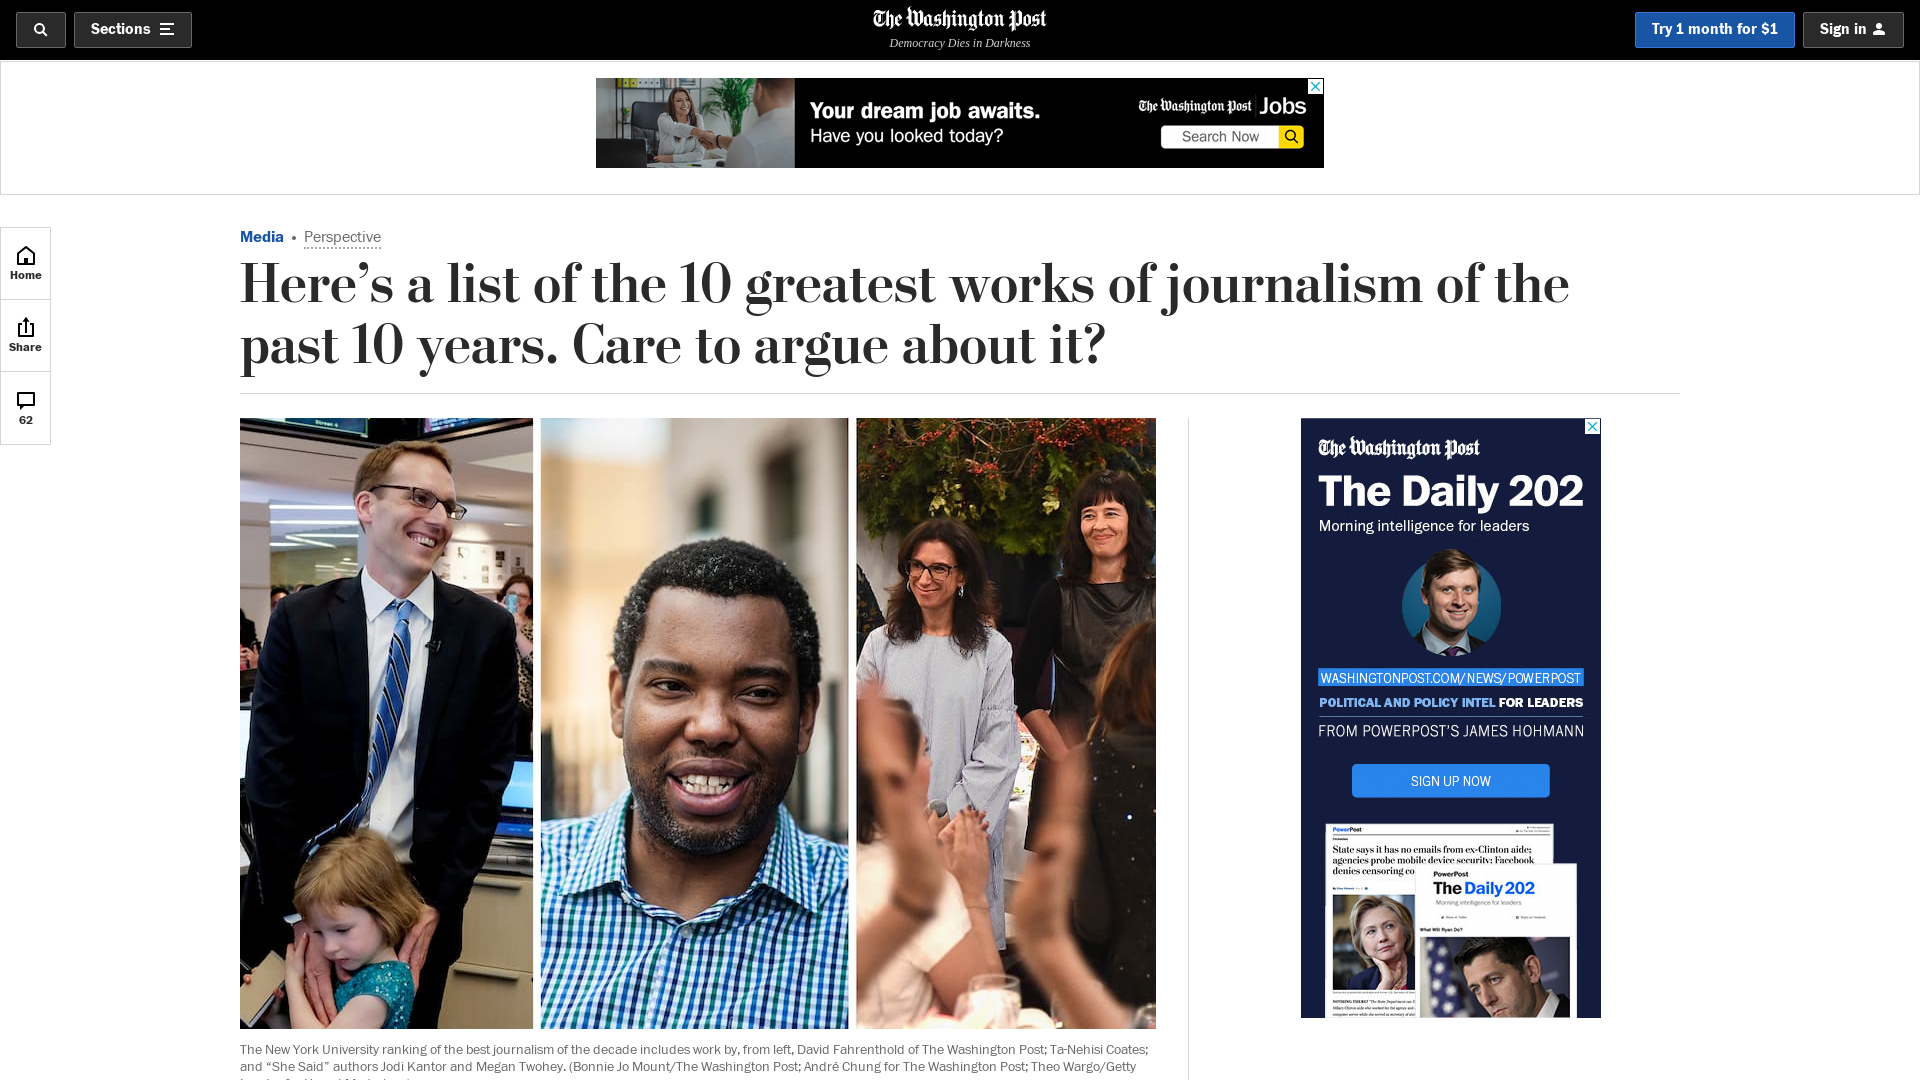 Sections
The Washington Post
Democracy Dies in Darkness
Try 1 month for $1
Sign in
Your dream job awaits.
Have you looked today?
The Washington Post Jobs
Search Now
Home
Share
62
Media • Perspective
Here’s a list of the 10 greatest works of journalism of the
past 10 years. Care to argue about it?
The New York University ranking of the best journalism of the decade includes work by, from left, David Fahrenthold of The Washington Post; Ta-Nehisi Coates;
and “She Said” authors Jodi Kantor and Megan Twohey. (Bonnie Jo Mount/The Washington Post; André Chung for The Washington Post; Theo Wargo/Getty
The Washington Post
The Daily 202
Morning intelligence for leaders
WASHINGTONPOST.COM/NEWS/POWERPOST
POLITICAL AND POLICY INTEL FOR LEADERS
FROM POWERPOST’S JAMES HOHMANN
SIGN UP NOW
PowerPost
State says it has no emails from ex-Clinton aide;
agencies probe mobile device security; Facebook
denies censoring co
PowerPost
The Daily 202
Morning intelligence for leaders
What Will Ryan Do?